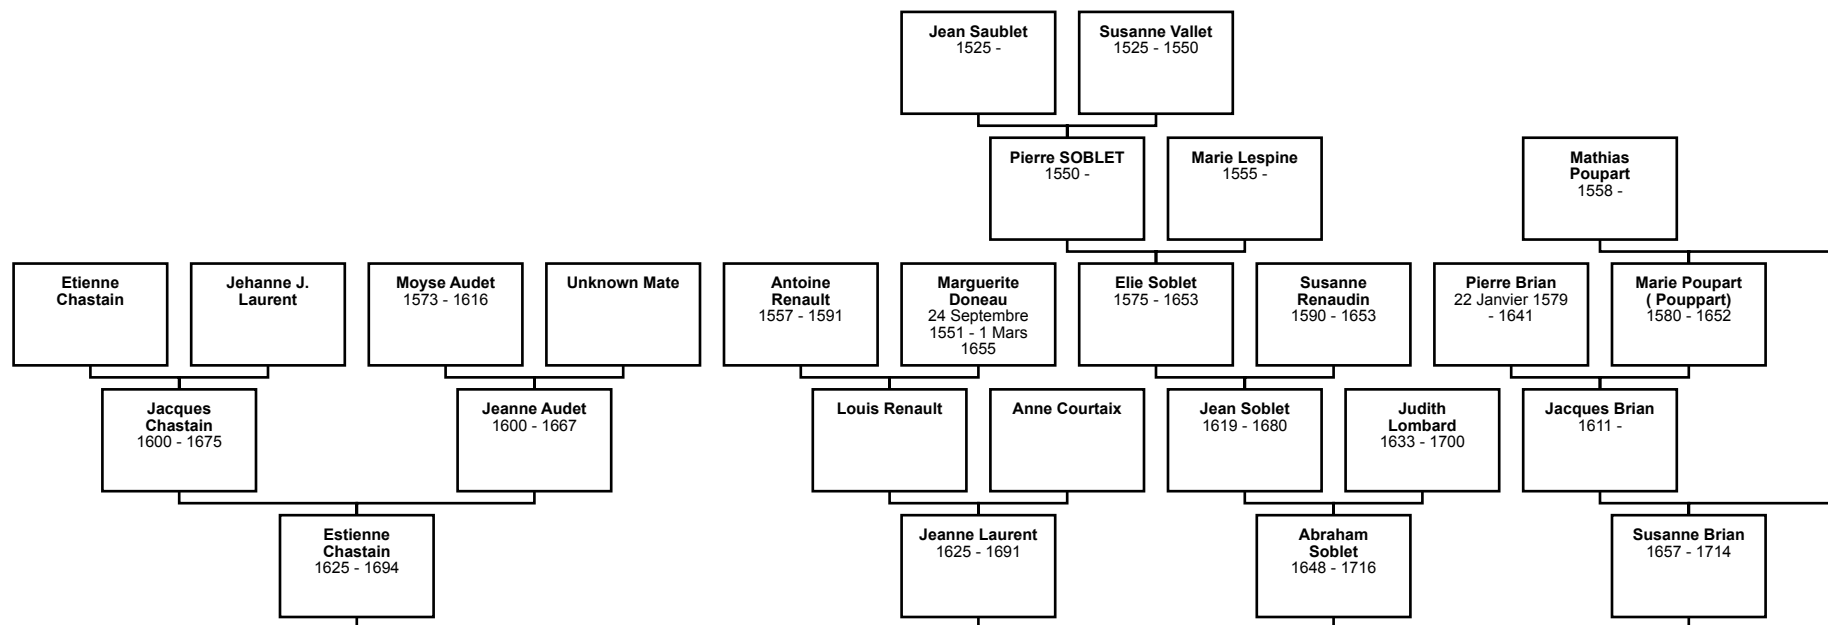 Jean Saublet
1525 -
Susanne Vallet
1525 - 1550
Pierre SOBLET
1550 -
Marie Lespine
1555 -
Mathias
Poupart
1558 -
Etienne
Chastain
Jehanne J.
Laurent
Moyse Audet
1573 - 1616
Unknown Mate
Antoine
Renault
1557 - 1591
Marguerite
Doneau
24 Septembre
1551 - 1 Mars
1655
Elie Soblet
1575 - 1653
Susanne
Renaudin
1590 - 1653
Pierre Brian
22 Janvier 1579
- 1641
Marie Poupart
( Pouppart)
1580 - 1652
Jacques
Chastain
1600 - 1675
Jeanne Audet
1600 - 1667
Louis Renault
Anne Courtaix
Jean Soblet
1619 - 1680
Judith
Lombard
1633 - 1700
Jacques Brian
1611 -
Estienne
Chastain
1625 - 1694
Jeanne Laurent
1625 - 1691
Abraham
Soblet
1648 - 1716
Susanne Brian
1657 - 1714